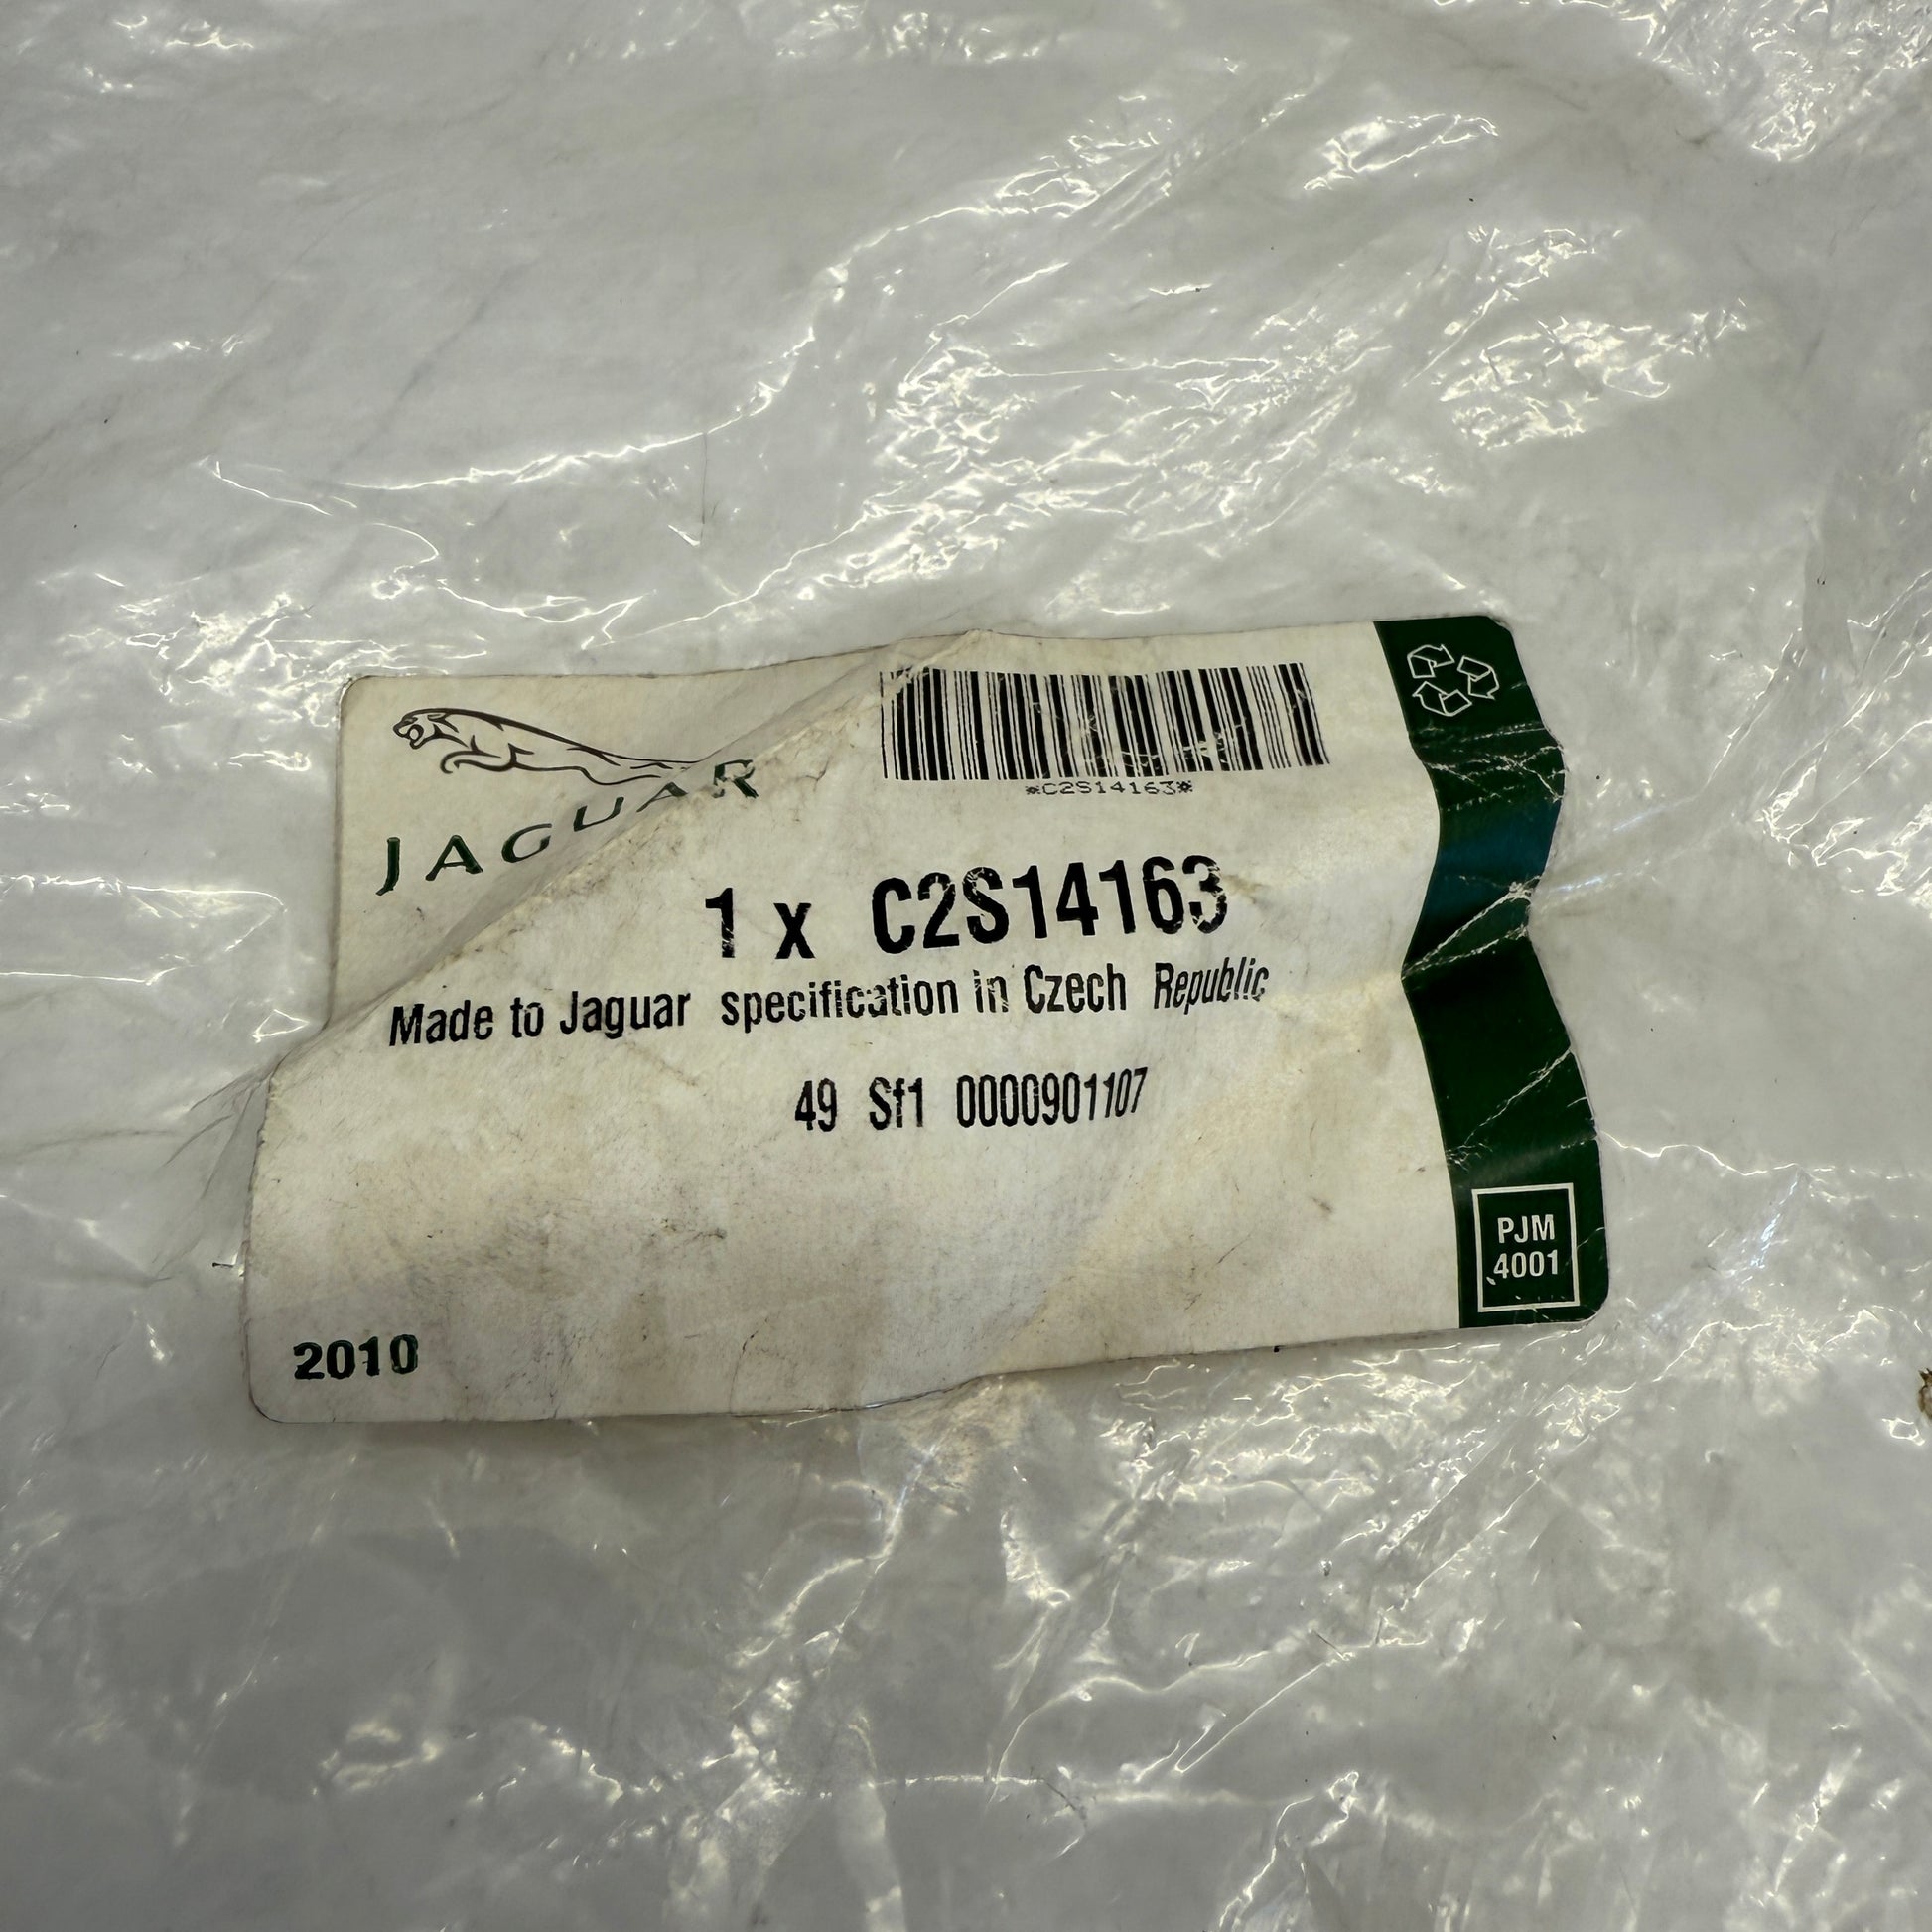 JAGUAR
*C2S14163*
1 x C2S14163
Made to Jaguar specification in Czech Republic
49 Sf1 0000901107
2010
PJM
4001